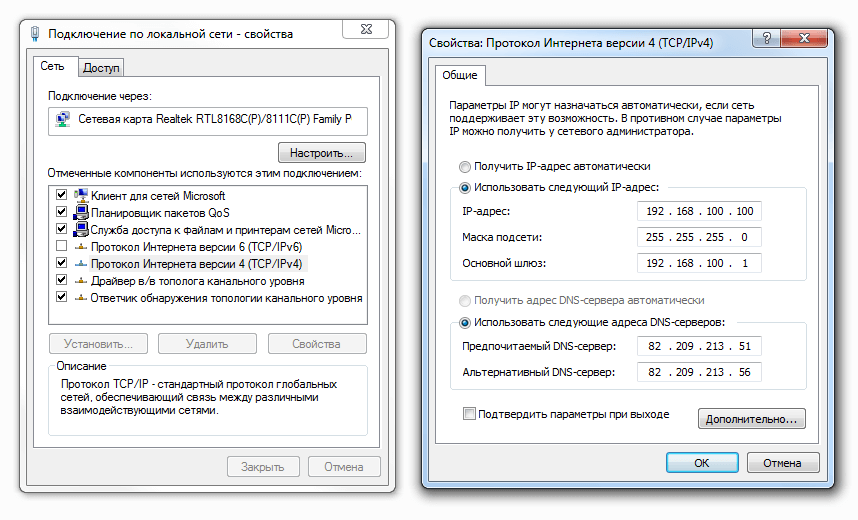 Подключение по локальной сети - свойства
Сеть
Доступ
Подключение через:
Сетевая карта Realtek RTL8168C(P)/8111C(P) Family P
Настроить...
Отмеченные компоненты используются этим подключением:
Клиент для сетей Microsoft
Планировщик пакетов QoS
Служба доступа к файлам и принтерам сетей Micro...
Протокол Интернета версии 6 (TCP/IPv6)
Протокол Интернета версии 4 (TCP/IPv4)
Драйвер в/в тополога канального уровня
Ответчик обнаружения топологии канального уровня
Установить...
Удалить
Свойства
Описание
Протокол TCP/IP - стандартный протокол глобальных
сетей, обеспечивающий связь между различными
взаимодействующими сетями.
Закрыть
Отмена
Свойства: Протокол Интернета версии 4 (TCP/IPv4)
Общие
Параметры IP могут назначаться автоматически, если сеть
поддерживает эту возможность. В противном случае параметры
IP можно получить у сетевого администратора.
Получить IP-адрес автоматически
Использовать следующий IP-адрес:
IP-адрес:
192 . 168 . 100 . 100
Маска подсети:
255 . 255 . 255 . 0
Основной шлюз:
192 . 168 . 100 . 1
Получить адрес DNS-сервера автоматически
Использовать следующие адреса DNS-серверов:
Предпочитаемый DNS-сервер:
82 . 209 . 213 . 51
Альтернативный DNS-сервер:
82 . 209 . 213 . 56
Подтвердить параметры при выходе
Дополнительно...
ОК
Отмена